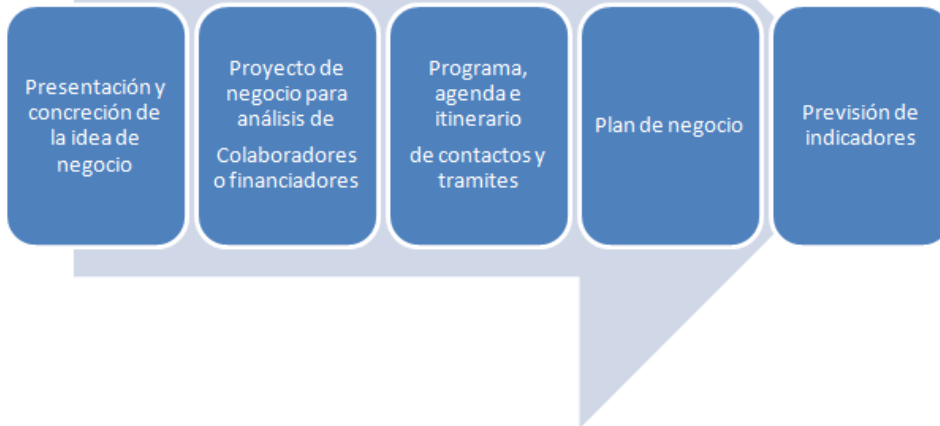 Presentación y
concreción de
la idea de
negocio
Proyecto de
negocio para
análisis de
Colaboradores
o financiadores
Programa,
agenda e
itinerario
de contactos y
tramites
Plan de negocio
Previsión de
indicadores